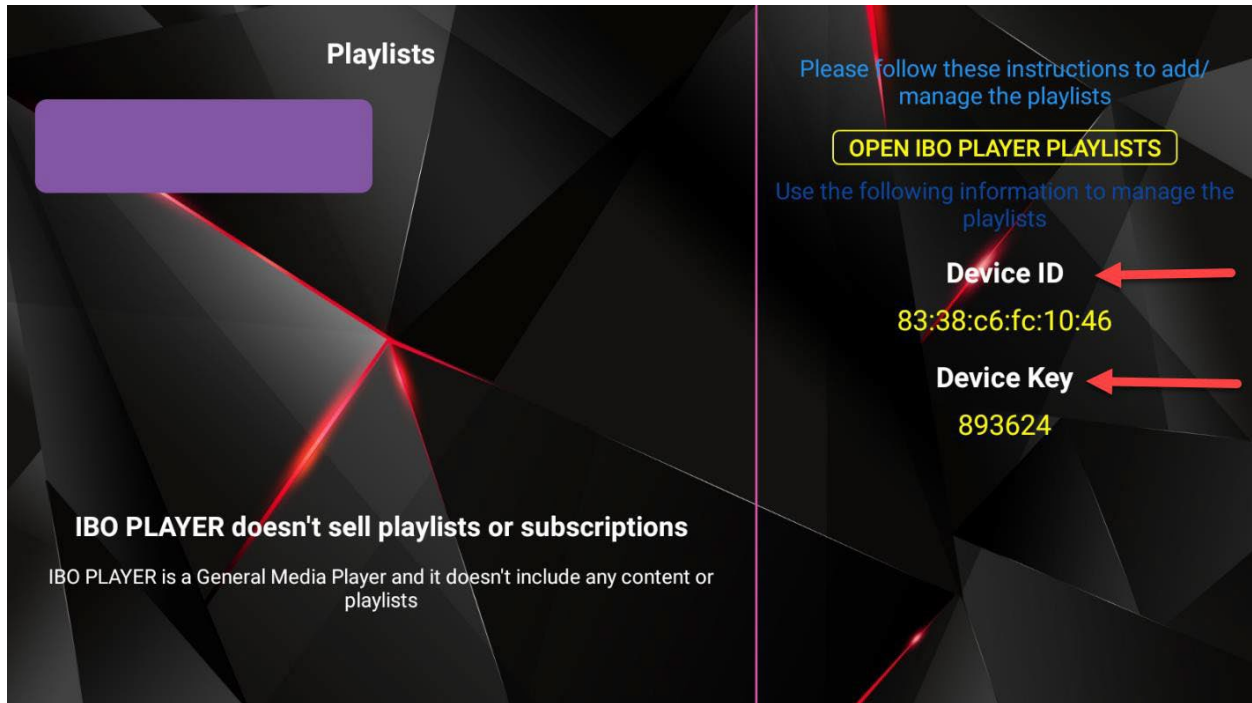 Playlists
IBO PLAYER doesn't sell playlists or subscriptions
IBO PLAYER is a General Media Player and it doesn't include any content or
playlists
Please follow these instructions to add/
manage the playlists
OPEN IBO PLAYER PLAYLISTS
Use the following information to manage the
playlists
Device ID
83:38:c6:fc:10:46
Device Key
893624